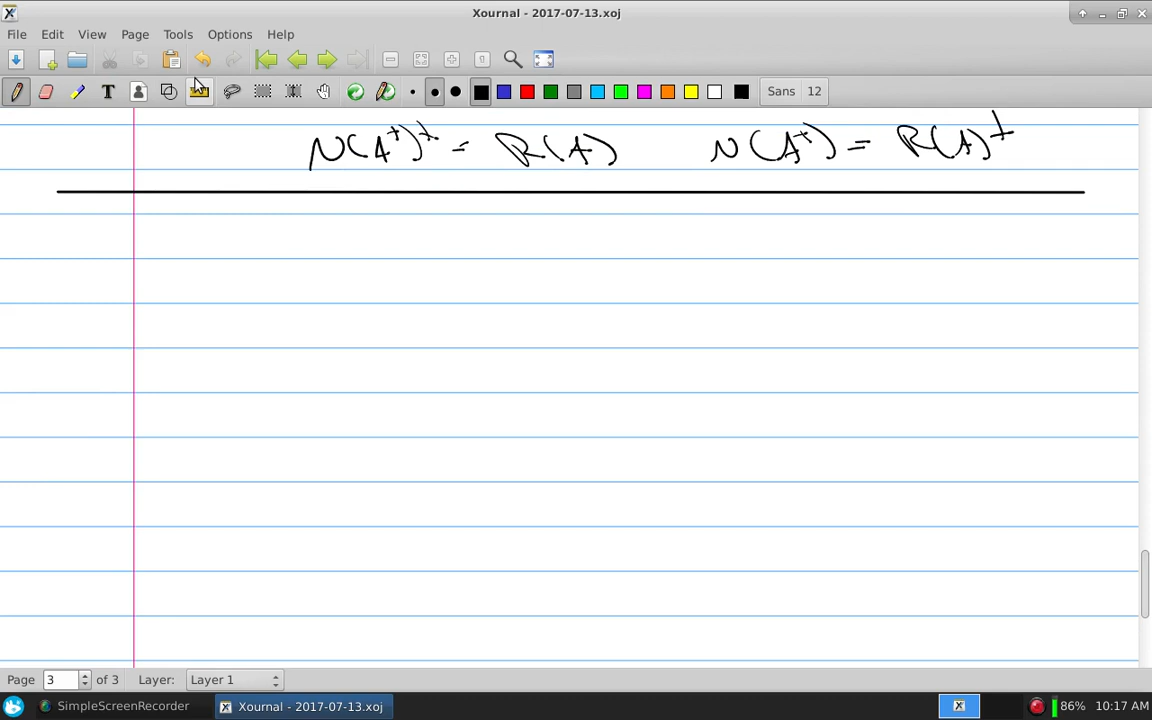 Xournal - 2017-07-13.xoj
File Edit View Page Tools Options Help
T Sans 12
N(A⁺)^⊥ = R(A) N(A⁺) = R(A)^⊥
Page 3 of 3 Layer: Layer 1
SimpleScreenRecorder Xournal - 2017-07-13.xoj 86% 10:17 AM